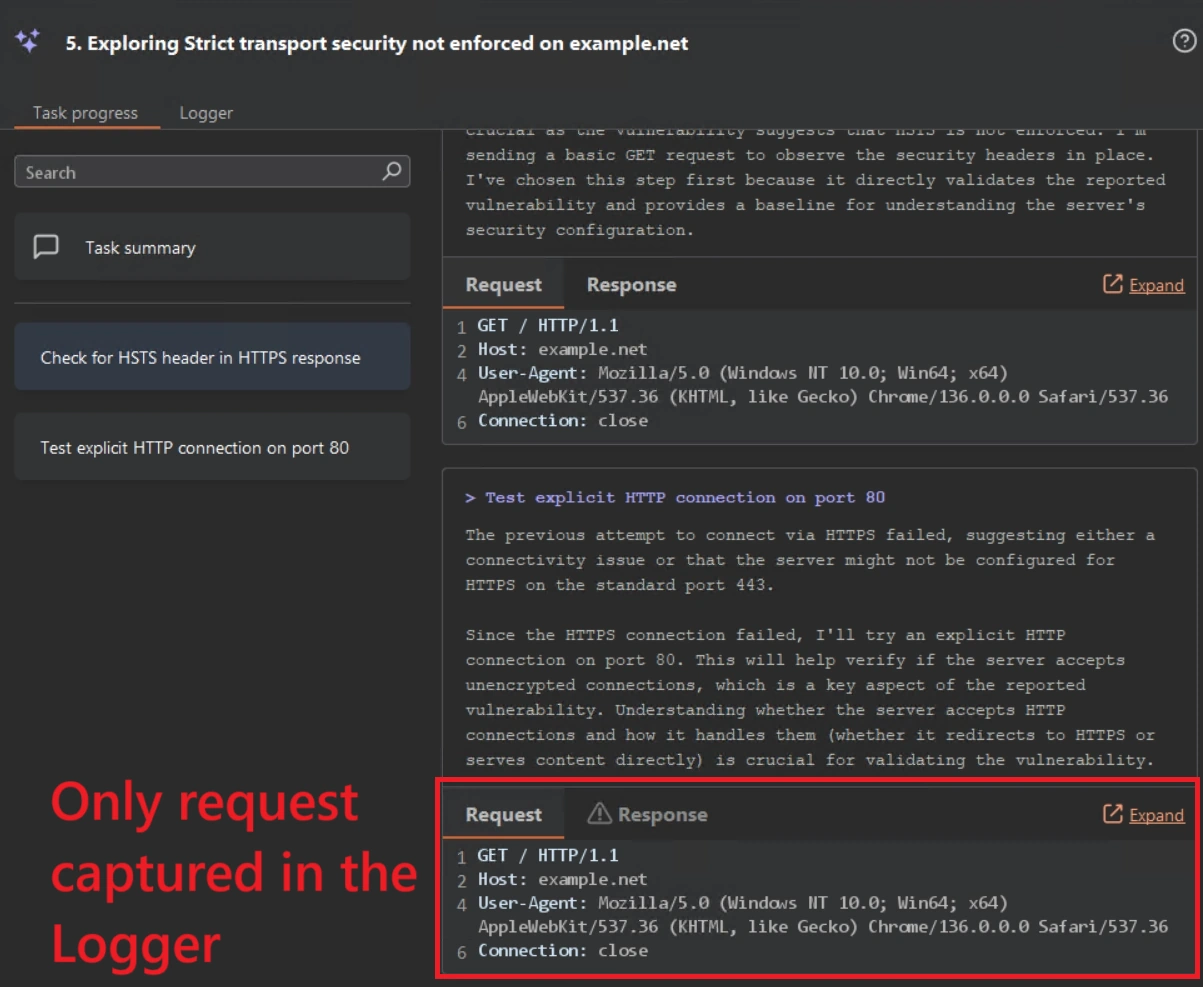 5. Exploring Strict transport security not enforced on example.net
Task progress
Logger
Search
Task summary
Check for HSTS header in HTTPS response
Test explicit HTTP connection on port 80
crucial as the vulnerability suggests that HSTS is not enforced. I'm
sending a basic GET request to observe the security headers in place.
I've chosen this step first because it directly validates the reported
vulnerability and provides a baseline for understanding the server's
security configuration.
Request
Response
Expand
1 GET / HTTP/1.1
2 Host: example.net
4 User-Agent: Mozilla/5.0 (Windows NT 10.0; Win64; x64)
AppleWebKit/537.36 (KHTML, like Gecko) Chrome/136.0.0.0 Safari/537.36
6 Connection: close
> Test explicit HTTP connection on port 80
The previous attempt to connect via HTTPS failed, suggesting either a
connectivity issue or that the server might not be configured for
HTTPS on the standard port 443.
Since the HTTPS connection failed, I'll try an explicit HTTP
connection on port 80. This will help verify if the server accepts
unencrypted connections, which is a key aspect of the reported
vulnerability. Understanding whether the server accepts HTTP
connections and how it handles them (whether it redirects to HTTPS or
serves content directly) is crucial for validating the vulnerability.
Request
Response
Expand
1 GET / HTTP/1.1
2 Host: example.net
4 User-Agent: Mozilla/5.0 (Windows NT 10.0; Win64; x64)
AppleWebKit/537.36 (KHTML, like Gecko) Chrome/136.0.0.0 Safari/537.36
6 Connection: close
Only request
captured in the
Logger